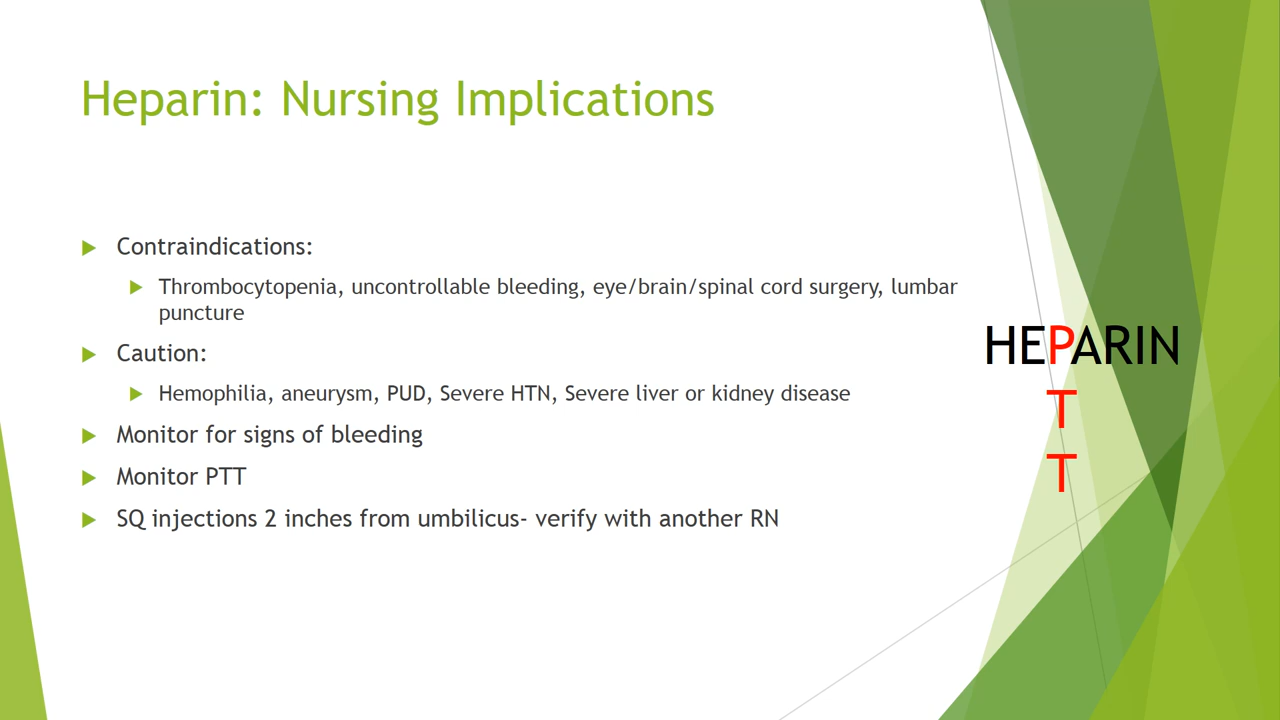 Heparin: Nursing Implications
Contraindications:
Thrombocytopenia, uncontrollable bleeding, eye/brain/spinal cord surgery, lumbar
puncture
Caution:
Hemophilia, aneurysm, PUD, Severe HTN, Severe liver or kidney disease
Monitor for signs of bleeding
Monitor PTT
SQ injections 2 inches from umbilicus- verify with another RN
HEPARIN
T
T